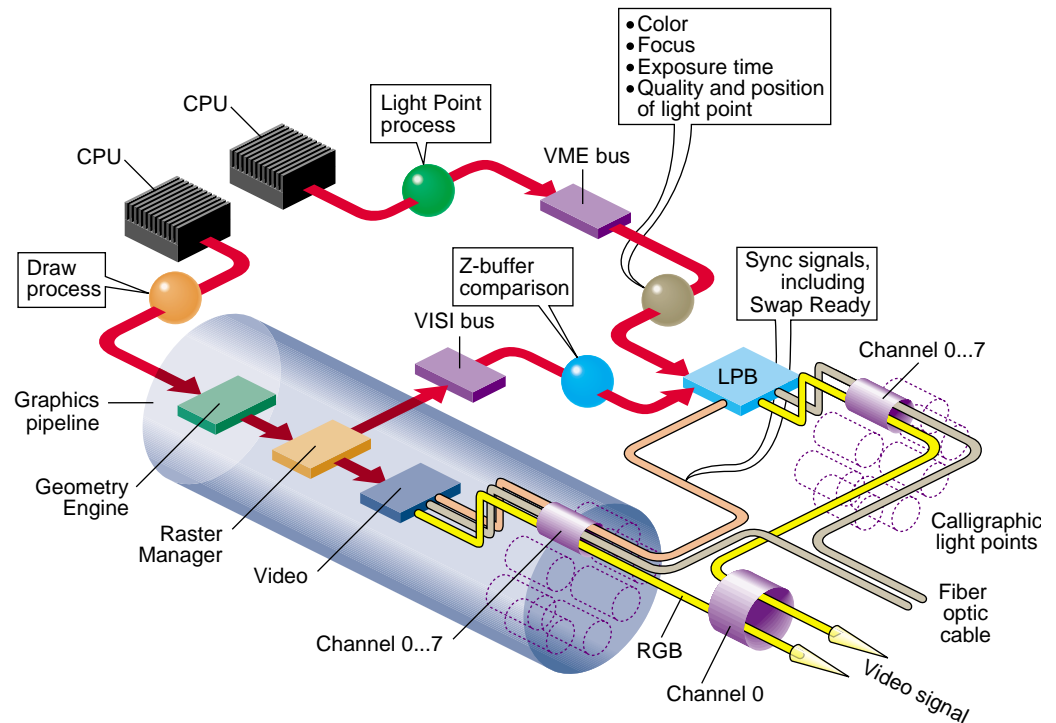 • Color
• Focus
• Exposure time
• Quality and position
of light point
CPU
Light Point
process
CPU
VME bus
Draw
process
Z-buffer
comparison
Sync signals,
including
Swap Ready
VISI bus
Channel 0...7
LPB
Graphics
pipeline
Geometry
Engine
Raster
Manager
Video
Calligraphic
light points
Channel 0...7
RGB
Fiber
optic
cable
Channel 0
Video signal